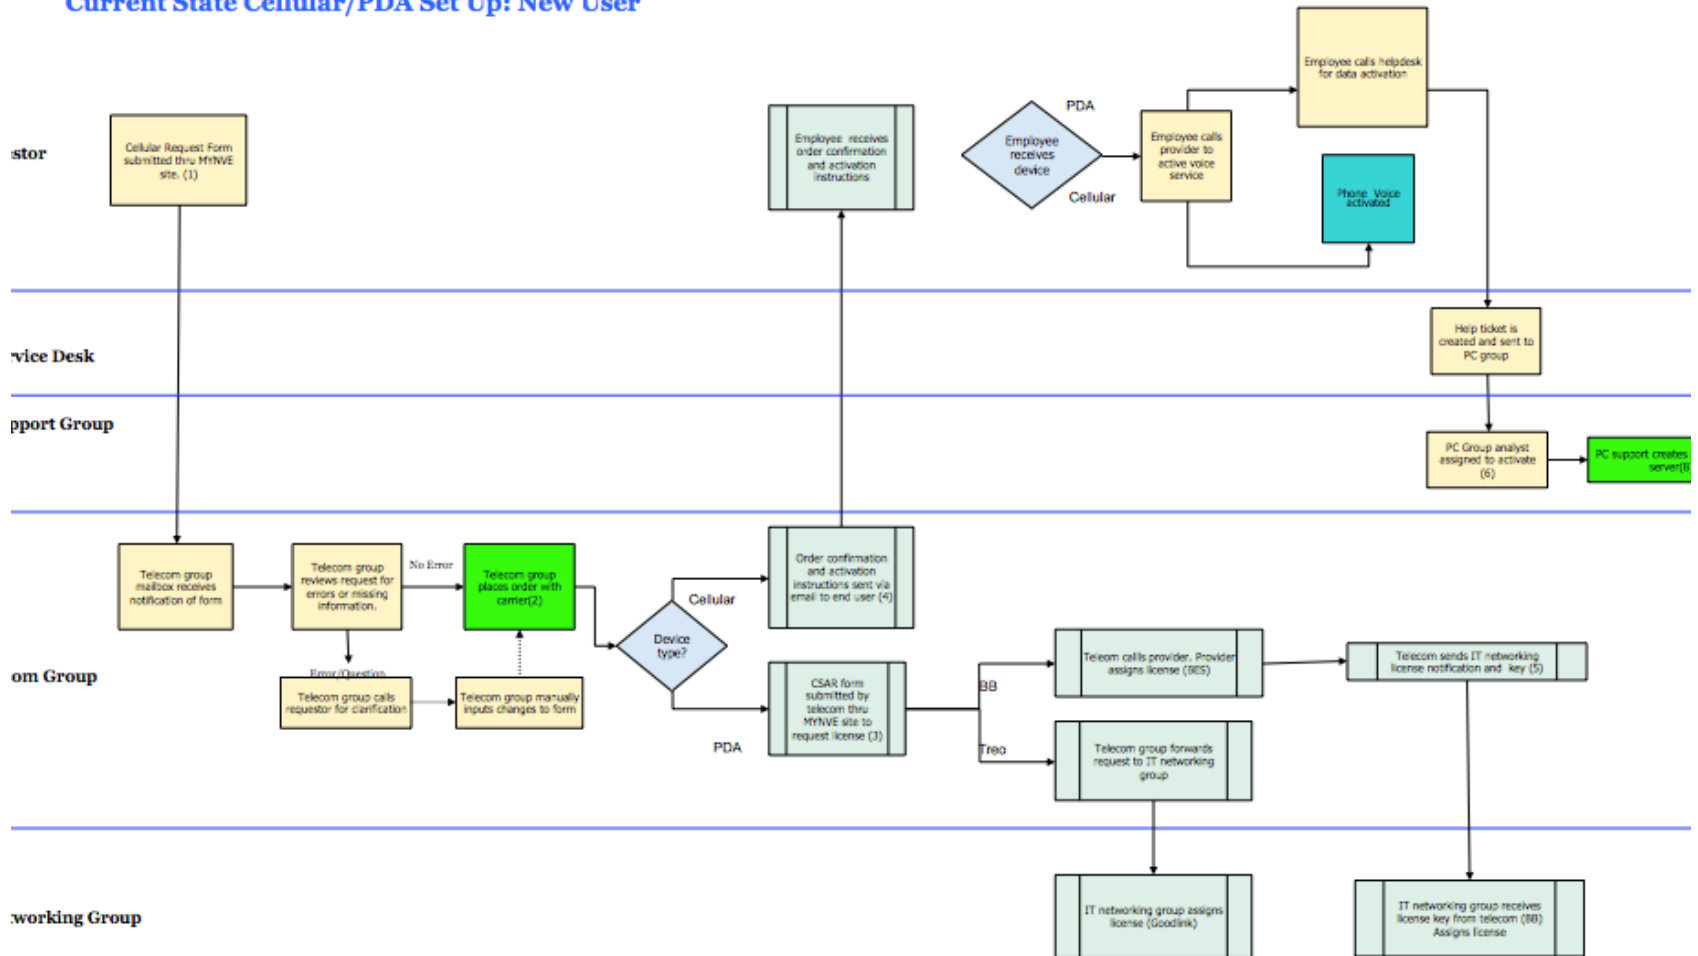 Current State Cellular/PDA Set Up: New User
Employee calls helpdesk
for data activation
PDA
Cellular Request Form
submitted thru MYNVE
site. (1)
Employee receives
order confirmation
and activation
instructions
Employee
receives
device
Employee calls
provider to
active voice
service
stor
Cellular
Phone Voice
activated
Help ticket is
created and sent to
PC group
rvice Desk
pport Group
PC Group analyst
assigned to activate
(6)
PC support creates
server(8
Telecom group
mailbox receives
notification of form
Telecom group
reviews request for
errors or missing
information.
No Error
Telecom group
places order with
carrier(2)
Order confirmation
and activation
instructions sent via
email to end user (4)
Cellular
Device
type?
Error/Question
Telecom group calls
requestor for clarification
Telecom group manually
inputs changes to form
om Group
CSAR form
submitted by
telecom thru
MYNVE site to
request license (3)
PDA
BB
Treo
Telecom callls provider. Provider
assigns license (BES)
Telecom sends IT networking
license notification and key (5)
Telecom group forwards
request to IT networking
group
tworking Group
IT networking group assigns
license (Goodlink)
IT networking group receives
license key from telecom (BB)
Assigns license